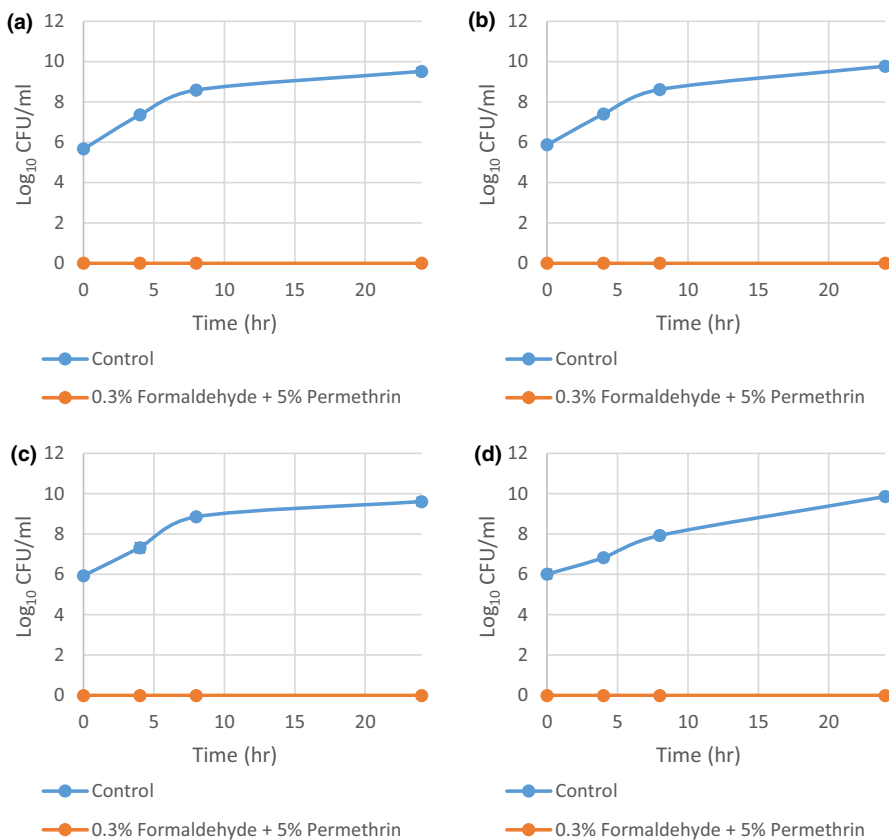 (a)
12
10
8
6
4
2
0
Log₁₀ CFU/ml
0 5 10 15 20
Time (hr)
Control
0.3% Formaldehyde + 5% Permethrin
(b)
12
10
8
6
4
2
0
Log₁₀ CFU/ml
0 5 10 15 20
Time (hr)
Control
0.3% Formaldehyde + 5% Permethrin
(c)
12
10
8
6
4
2
0
Log₁₀ CFU/ml
0 5 10 15 20
Time (hr)
Control
0.3% Formaldehyde + 5% Permethrin
(d)
12
10
8
6
4
2
0
Log₁₀ CFU/ml
0 5 10 15 20
Time (hr)
Control
0.3% Formaldehyde + 5% Permethrin